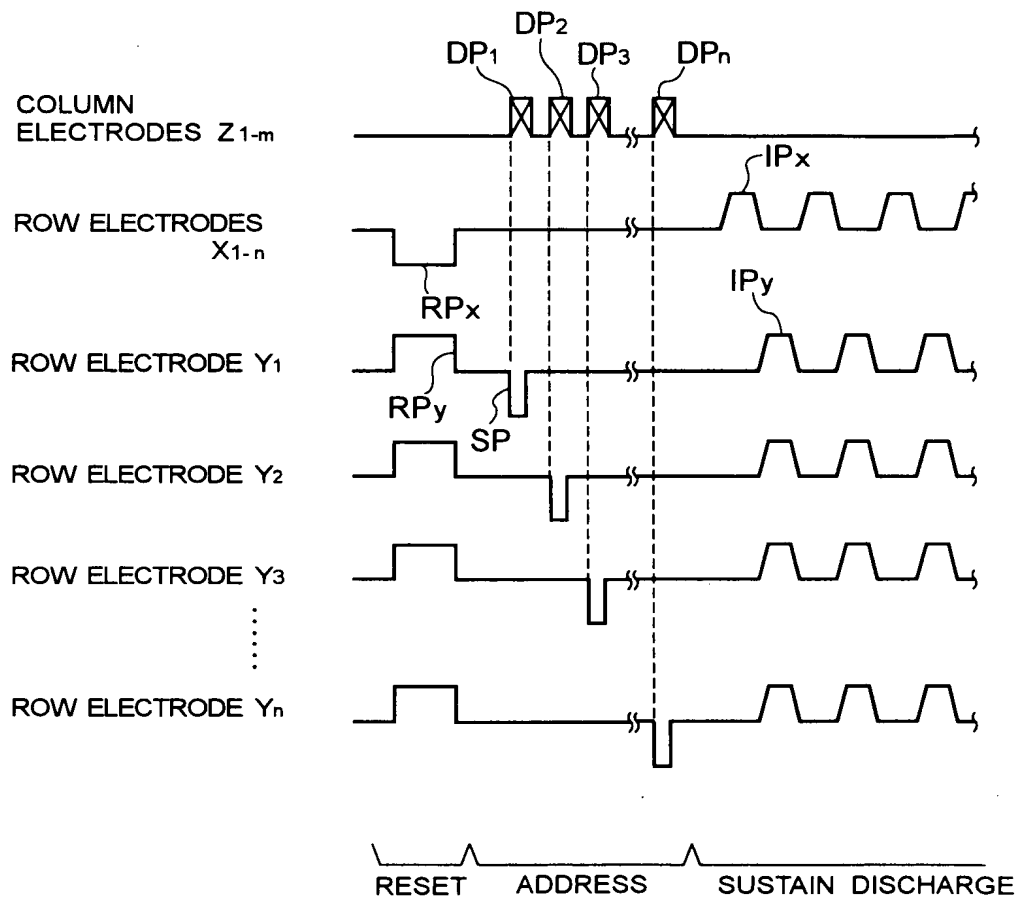 DP2
DP1
DP3
DPn
COLUMN
ELECTRODES Z1-m
IPx
ROW ELECTRODES
X1-n
RPx
IPy
ROW ELECTRODE Y1
RPy
SP
ROW ELECTRODE Y2
ROW ELECTRODE Y3
ROW ELECTRODE Yn
RESET ADDRESS SUSTAIN DISCHARGE